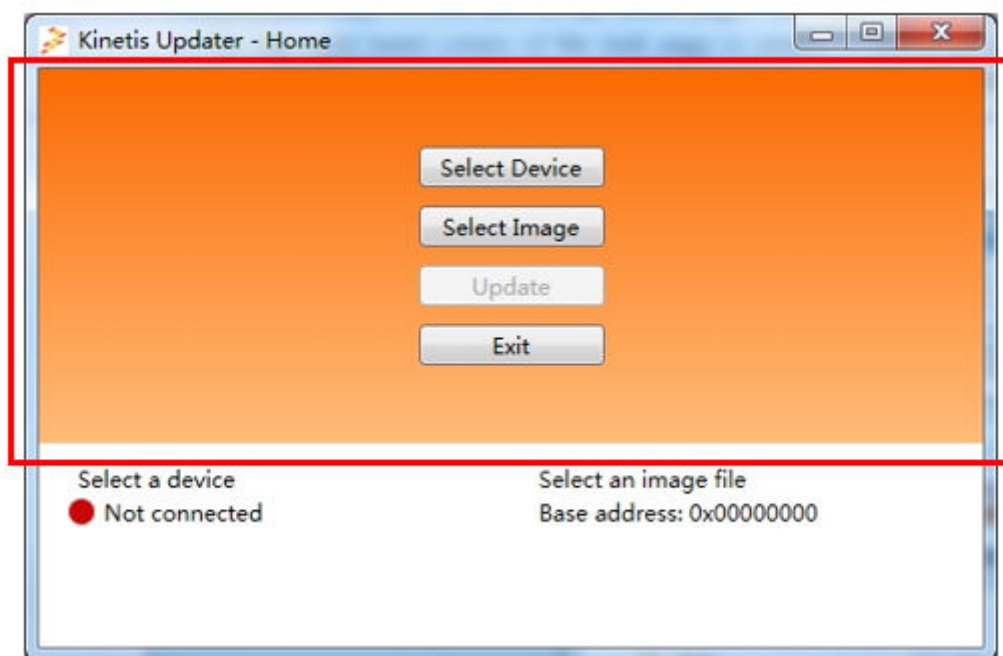 Kinetis Updater - Home
Select Device
Select Image
Update
Exit
Select a device
Select an image file
Not connected
Base address: 0x00000000